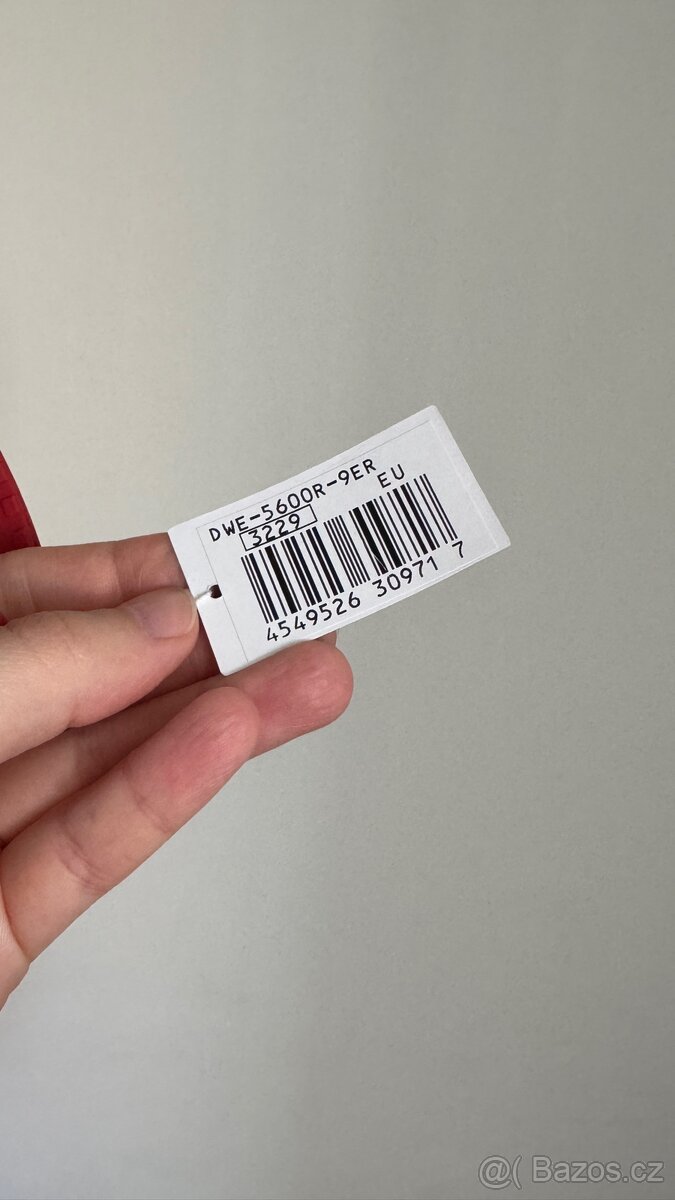 DWE-5600R-9ER
EU
3229
4549526 30971 7
@( Bazos.cz